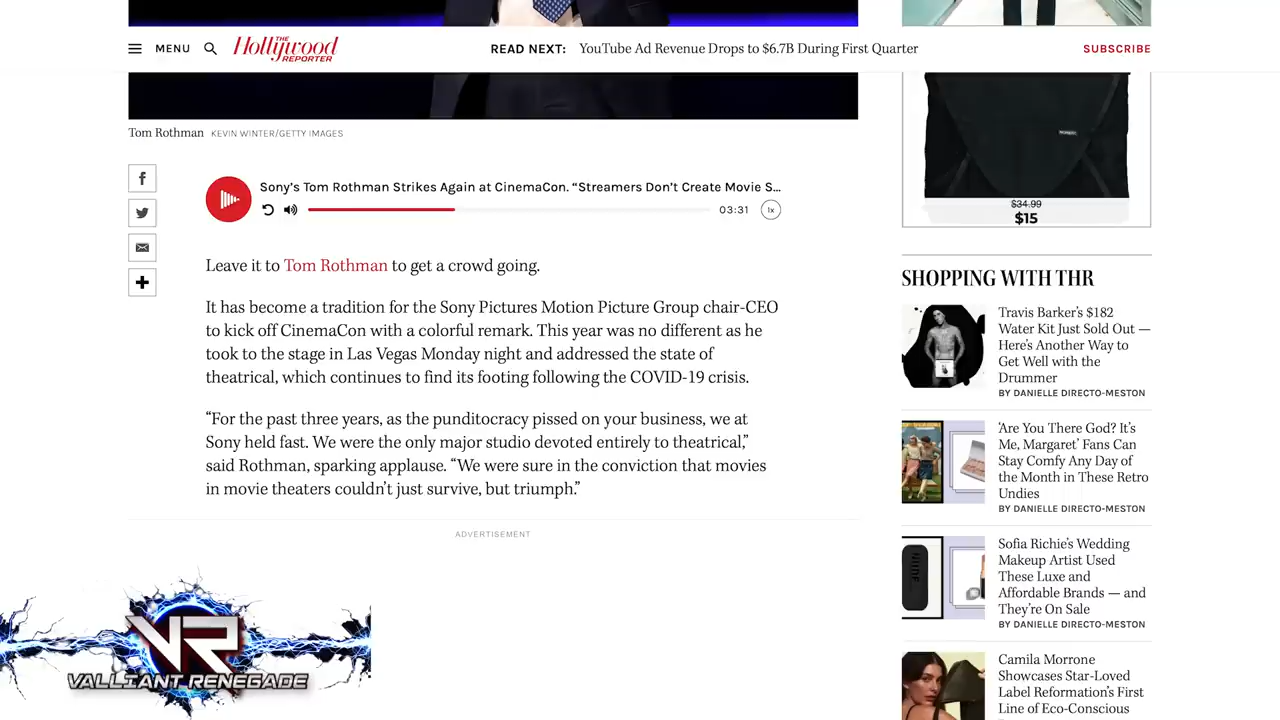 MENU
THE
Hollywood
REPORTER
READ NEXT: YouTube Ad Revenue Drops to $6.7B During First Quarter
SUBSCRIBE
Tom Rothman KEVIN WINTER/GETTY IMAGES
Sony's Tom Rothman Strikes Again at CinemaCon. “Streamers Don't Create Movie S...
03:31
1x
Leave it to Tom Rothman to get a crowd going.
It has become a tradition for the Sony Pictures Motion Picture Group chair-CEO
to kick off CinemaCon with a colorful remark. This year was no different as he
took to the stage in Las Vegas Monday night and addressed the state of
theatrical, which continues to find its footing following the COVID-19 crisis.
“For the past three years, as the punditocracy pissed on your business, we at
Sony held fast. We were the only major studio devoted entirely to theatrical,”
said Rothman, sparking applause. “We were sure in the conviction that movies
in movie theaters couldn't just survive, but triumph.”
ADVERTISEMENT
$34.99
$15
SHOPPING WITH THR
Travis Barker's $182
Water Kit Just Sold Out —
Here's Another Way to
Get Well with the
Drummer
BY DANIELLE DIRECTO-MESTON
‘Are You There God? It's
Me, Margaret’ Fans Can
Stay Comfy Any Day of
the Month in These Retro
Undies
BY DANIELLE DIRECTO-MESTON
Sofia Richie's Wedding
Makeup Artist Used
These Luxe and
Affordable Brands — and
They're On Sale
BY DANIELLE DIRECTO-MESTON
Camila Morrone
Showcases Star-Loved
Label Reformation's First
Line of Eco-Conscious
VR
VALLIANT RENEGADE